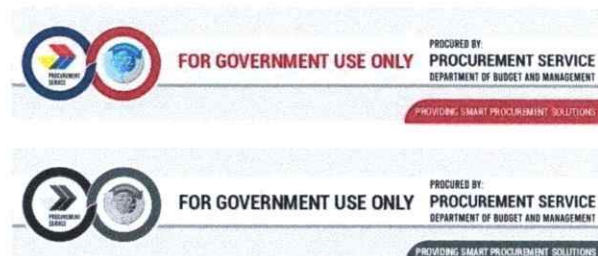 PROCUREMENT
SERVICE
FOR GOVERNMENT USE ONLY
PROCURED BY:
PROCUREMENT SERVICE
DEPARTMENT OF BUDGET AND MANAGEMENT
PROVIDING SMART PROCUREMENT SOLUTIONS
PROCUREMENT
SERVICE
FOR GOVERNMENT USE ONLY
PROCURED BY:
PROCUREMENT SERVICE
DEPARTMENT OF BUDGET AND MANAGEMENT
PROVIDING SMART PROCUREMENT SOLUTIONS